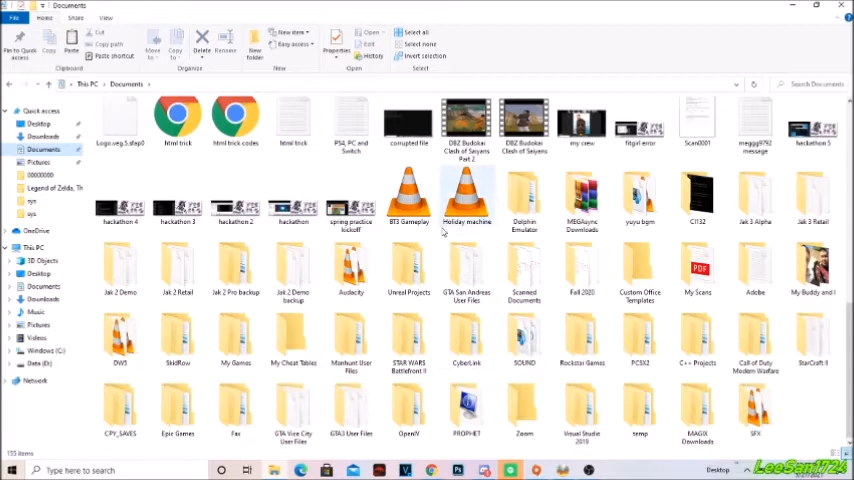 Documents
File
Home
Share
View
Pin to Quick access
Copy
Paste
Cut
Copy path
Paste shortcut
Move to
Copy to
Delete
Rename
New folder
New item
Easy access
Properties
Open
Edit
History
Select all
Select none
Invert selection
Organize
New
Open
Select
This PC
Documents
Search Documents
Quick access
Desktop
Downloads
Documents
Pictures
00000000
Legend of Zelda, Th
sys
OneDrive
This PC
3D Objects
Desktop
Documents
Downloads
Music
Pictures
Videos
Windows (C:)
Data (D:)
Network
html trick
html trick codes
html trick
PS4, PC and Switch
corrupted file
DBZ Budokai Clash of Saiyans Part 2
DBZ Budokai Clash of Saiyans
my crew
fitgirl error
Scan0001
meggg9792 message
hackathon 5
hackathon 4
hackathon 3
hackathon 2
hackathon
spring practice kickoff
BT3 Gameplay
Holiday machine
Dolphin Emulator
MEGAsync Downloads
yuyu bgm
CI132
Jak 3 Alpha
Jak 3 Retail
Jak 2 Demo
Jak 2 Retail
Jak 2 Pro backup
Jak 2 Demo backup
Audacity
Unreal Projects
GTA San Andreas User Files
Scanned Documents
Fall 2020
Custom Office Templates
My Scans
Adobe
My Buddy and I
DW5
SkidRow
My Games
My Cheat Tables
Manhunt User Files
STAR WARS Battlefront II
CyberLink
SOUND
Rockstar Games
PCSX2
C++ Projects
Call of Duty Modern Warfare
StarCraft II
CPY_SAVES
Epic Games
Fax
GTA Vice City User Files
GTA3 User Files
OpenIV
PROPHET
Zoom
Visual Studio 2019
temp
MAGIX Downloads
SFX
155 items
Type here to search
Desktop
LeeSan1724